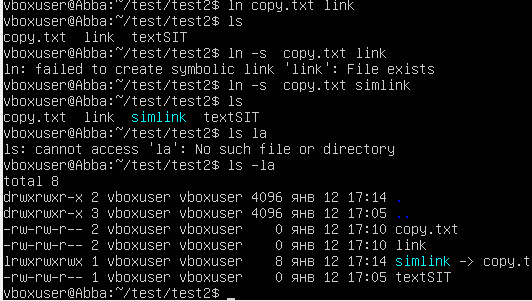 vboxuser@Abba:~/test/test2$ ln copy.txt link
vboxuser@Abba:~/test/test2$ ls
copy.txt  link  textSIT
vboxuser@Abba:~/test/test2$ ln -s  copy.txt link
ln: failed to create symbolic link 'link': File exists
vboxuser@Abba:~/test/test2$ ln -s  copy.txt simlink
vboxuser@Abba:~/test/test2$ ls
copy.txt  link  simlink  textSIT
vboxuser@Abba:~/test/test2$ ls la
ls: cannot access 'la': No such file or directory
vboxuser@Abba:~/test/test2$ ls -la
total 8
drwxrwxr-x 2 vboxuser vboxuser 4096 янв 12 17:14 .
drwxrwxr-x 3 vboxuser vboxuser 4096 янв 12 17:05 ..
-rw-rw-r-- 2 vboxuser vboxuser    0 янв 12 17:10 copy.txt
-rw-rw-r-- 2 vboxuser vboxuser    0 янв 12 17:10 link
lrwxrwxrwx 1 vboxuser vboxuser    8 янв 12 17:14 simlink -> copy.t
-rw-rw-r-- 1 vboxuser vboxuser    0 янв 12 17:05 textSIT
vboxuser@Abba:~/test/test2$ _